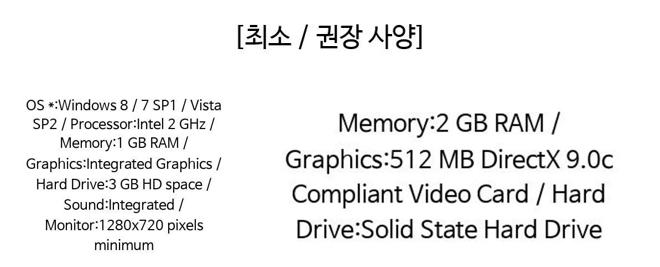 [최소 / 권장 사양]
OS *:Windows 8 / 7 SP1 / Vista
SP2 / Processor:Intel 2 GHz /
Memory:1 GB RAM /
Graphics:Integrated Graphics /
Hard Drive:3 GB HD space /
Sound:Integrated /
Monitor:1280x720 pixels
minimum
Memory:2 GB RAM /
Graphics:512 MB DirectX 9.0c
Compliant Video Card / Hard
Drive:Solid State Hard Drive